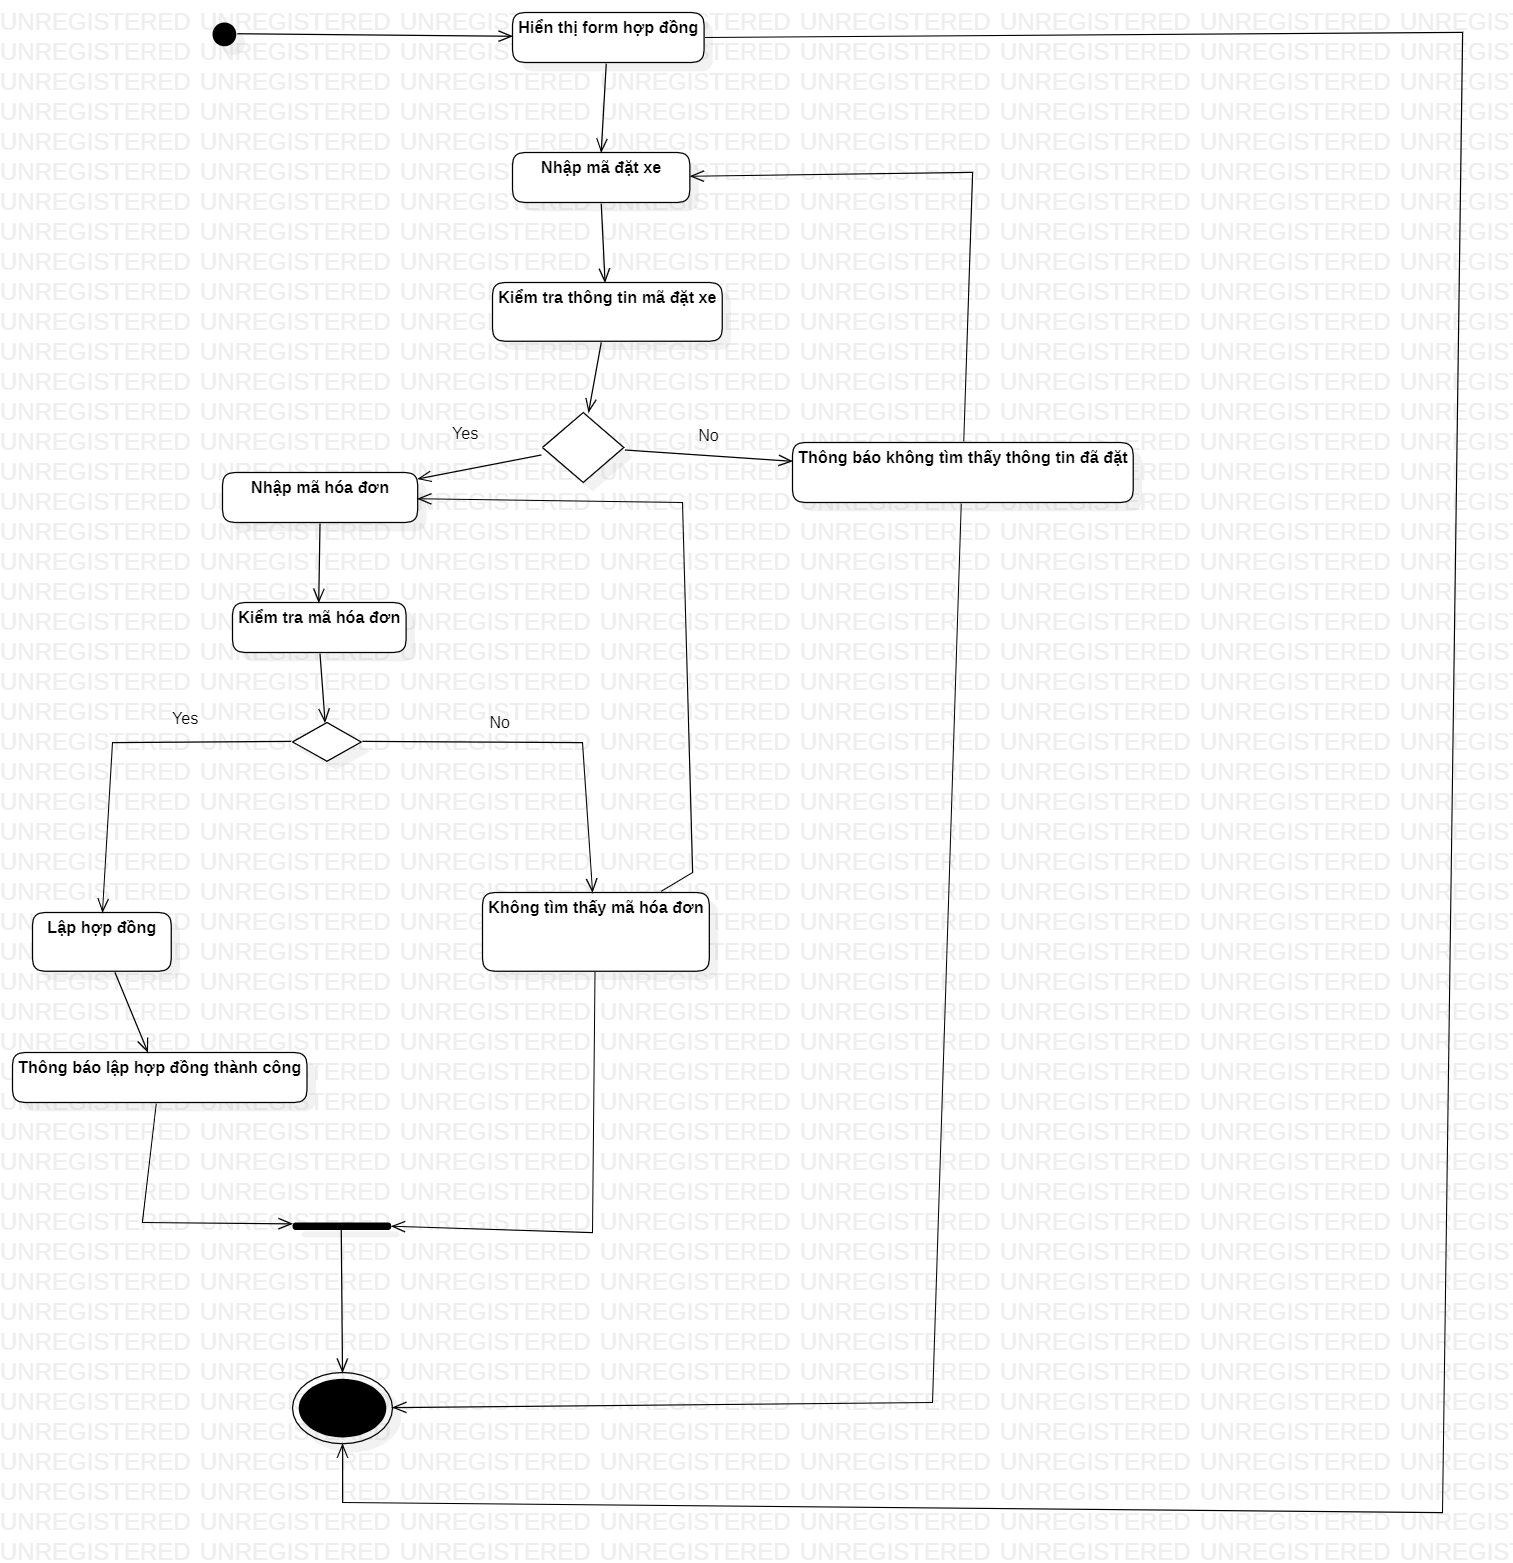 Hiển thị form hợp đồng
Nhập mã đặt xe
Kiểm tra thông tin mã đặt xe
Yes
No
Thông báo không tìm thấy thông tin đã đặt
Nhập mã hóa đơn
Kiểm tra mã hóa đơn
Yes
No
Không tìm thấy mã hóa đơn
Lập hợp đồng
Thông báo lập hợp đồng thành công
UNREGISTERED